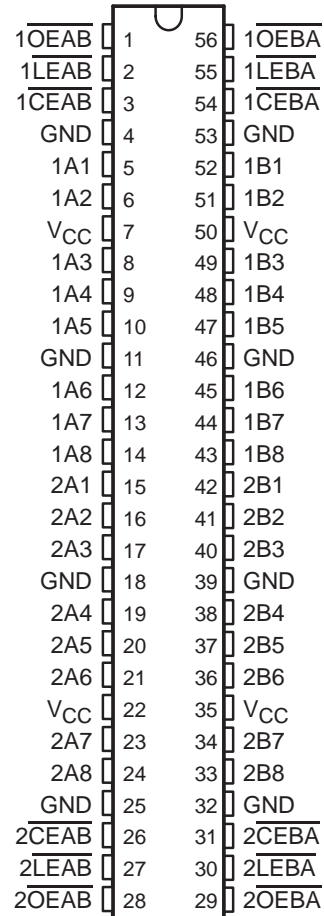 1OEAB 1 56 1OEBA
1LEAB 2 55 1LEBA
1CEAB 3 54 1CEBA
GND 4 53 GND
1A1 5 52 1B1
1A2 6 51 1B2
VCC 7 50 VCC
1A3 8 49 1B3
1A4 9 48 1B4
1A5 10 47 1B5
GND 11 46 GND
1A6 12 45 1B6
1A7 13 44 1B7
1A8 14 43 1B8
2A1 15 42 2B1
2A2 16 41 2B2
2A3 17 40 2B3
GND 18 39 GND
2A4 19 38 2B4
2A5 20 37 2B5
2A6 21 36 2B6
VCC 22 35 VCC
2A7 23 34 2B7
2A8 24 33 2B8
GND 25 32 GND
2CEAB 26 31 2CEBA
2LEAB 27 30 2LEBA
2OEAB 28 29 2OEBA